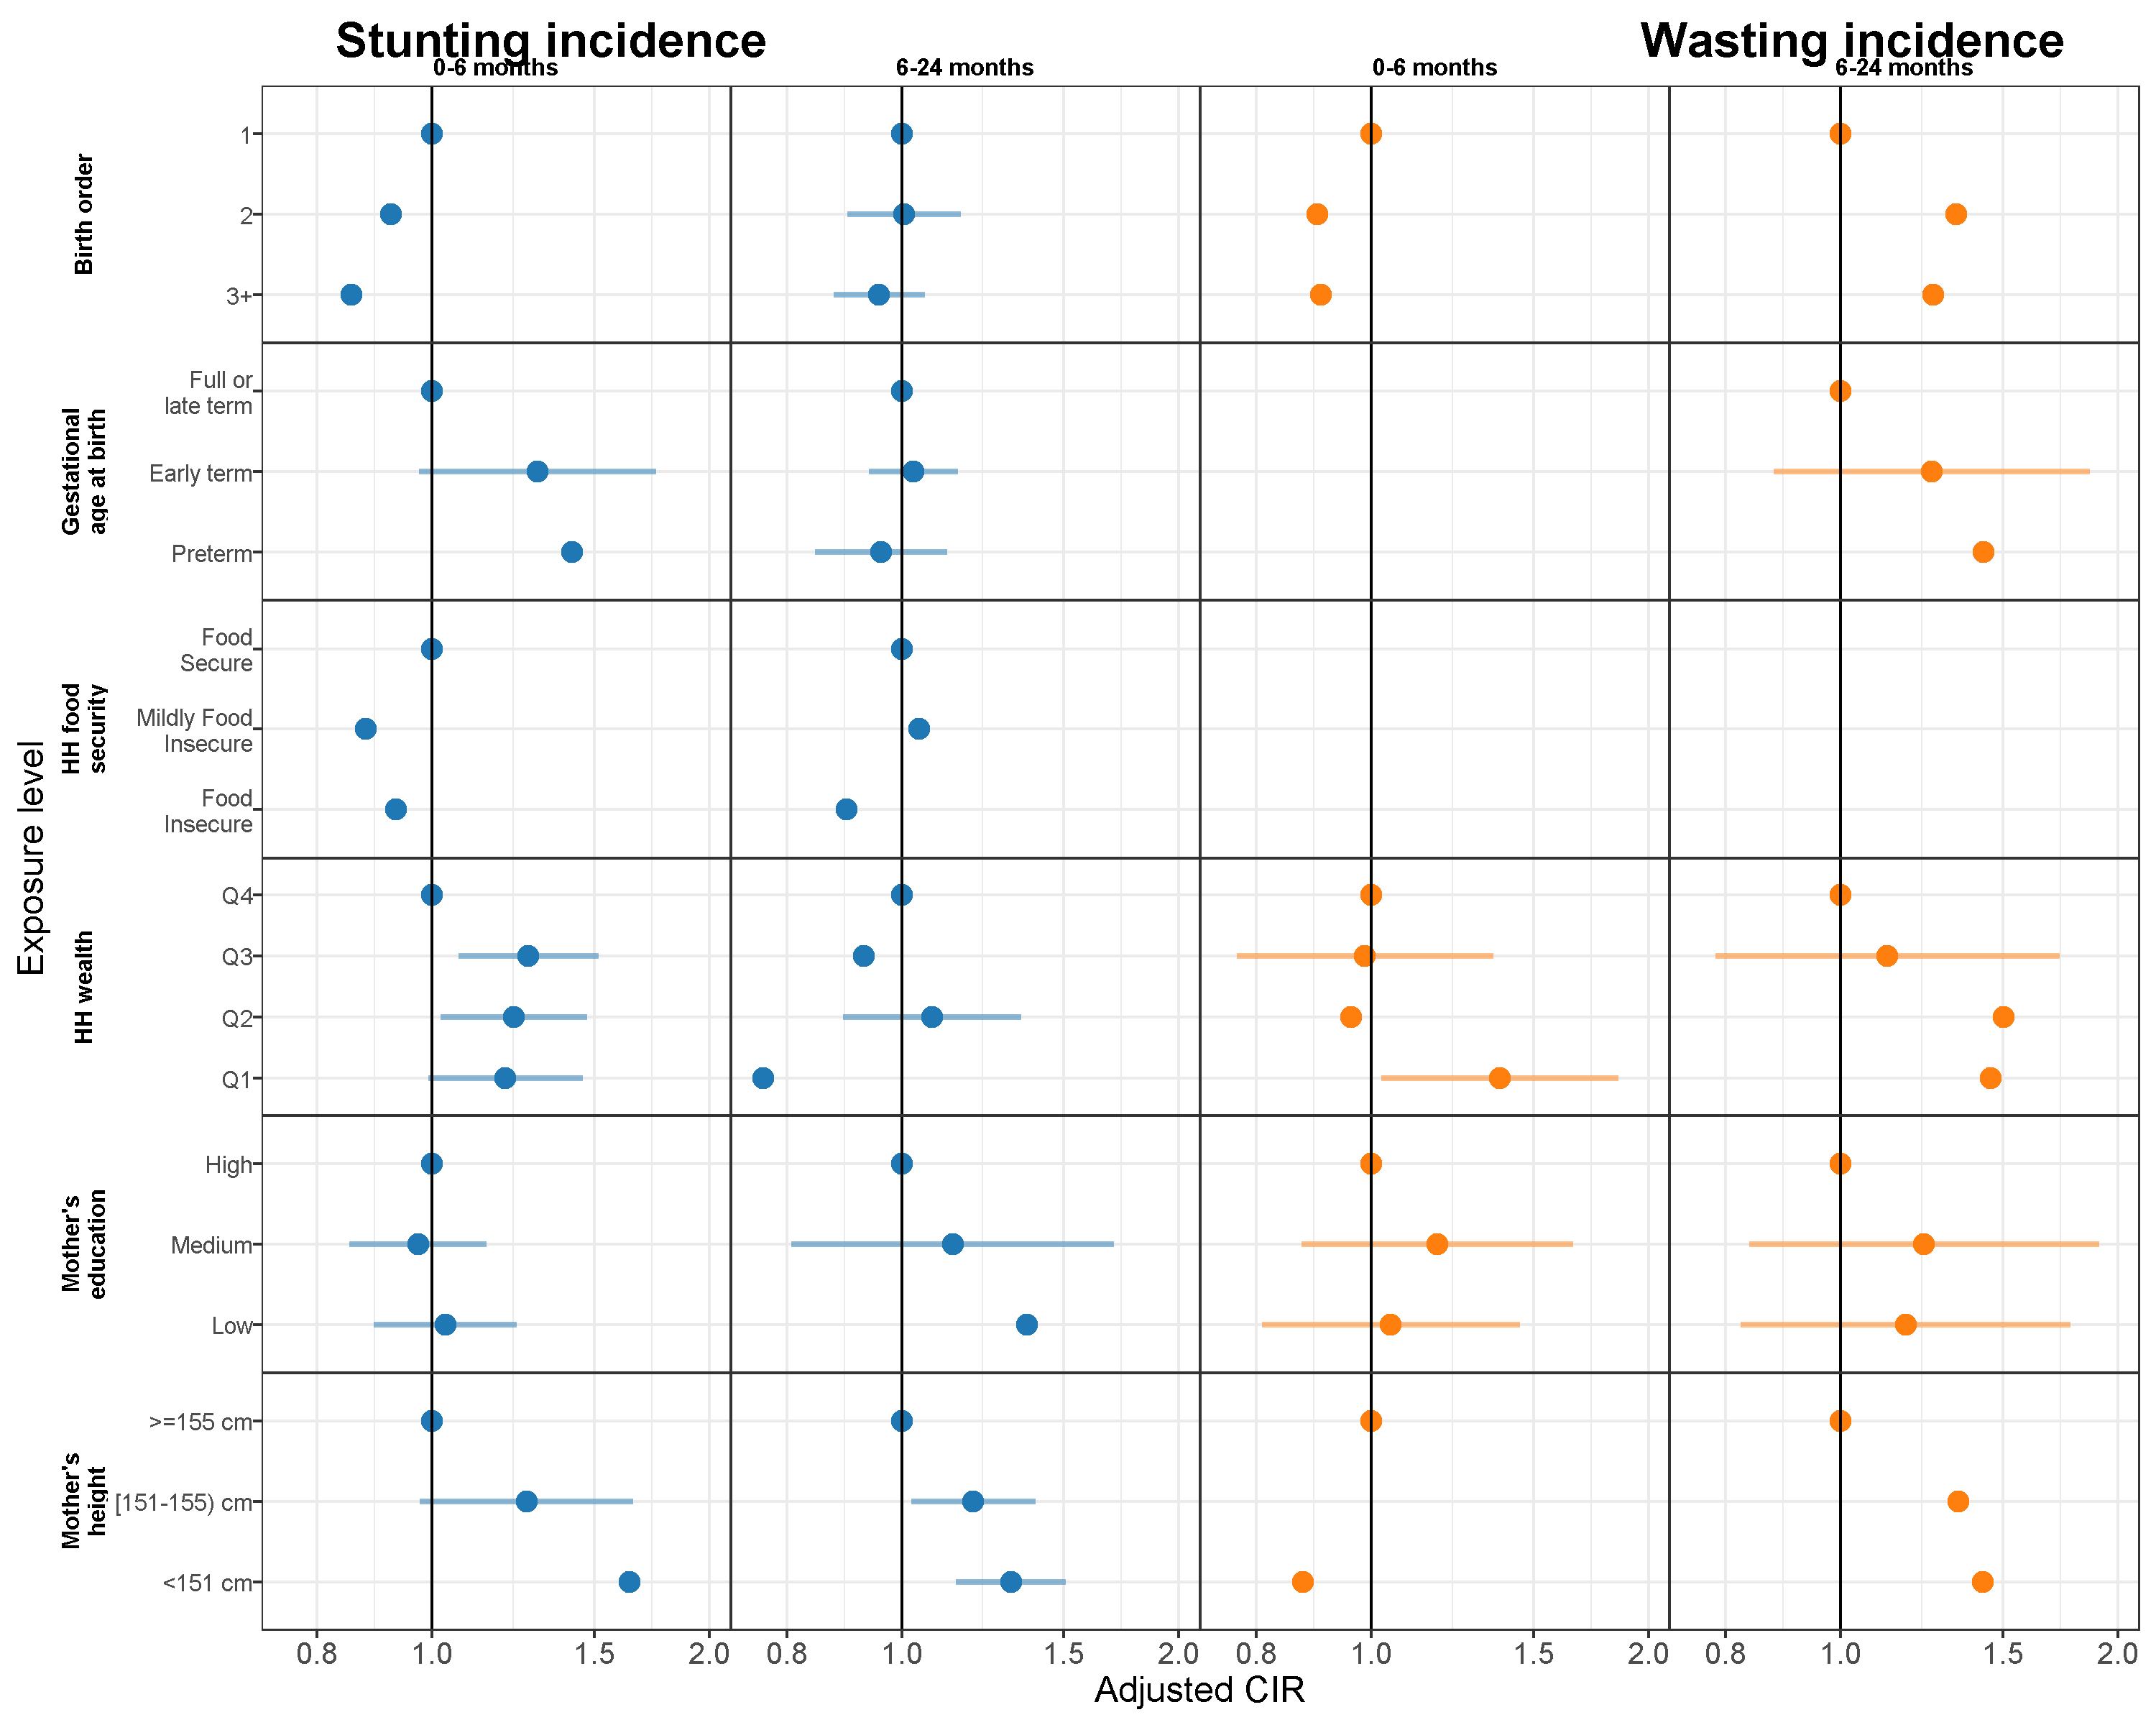 Stunting incidence
Wasting incidence
0-6 months
6-24 months
0-6 months
6-24 months
Exposure level
Birth order
1
2
3+
Gestational
age at birth
Full or
late term
Early term
Preterm
HH food
security
Food
Secure
Mildly Food
Insecure
Food
Insecure
HH wealth
Q4
Q3
Q2
Q1
Mother's
education
High
Medium
Low
Mother's
height
>=155 cm
[151-155) cm
<151 cm
0.8 1.0 1.5 2.0 0.8 1.0 1.5 2.0 0.8 1.0 1.5 2.0 0.8 1.0 1.5 2.0
Adjusted CIR